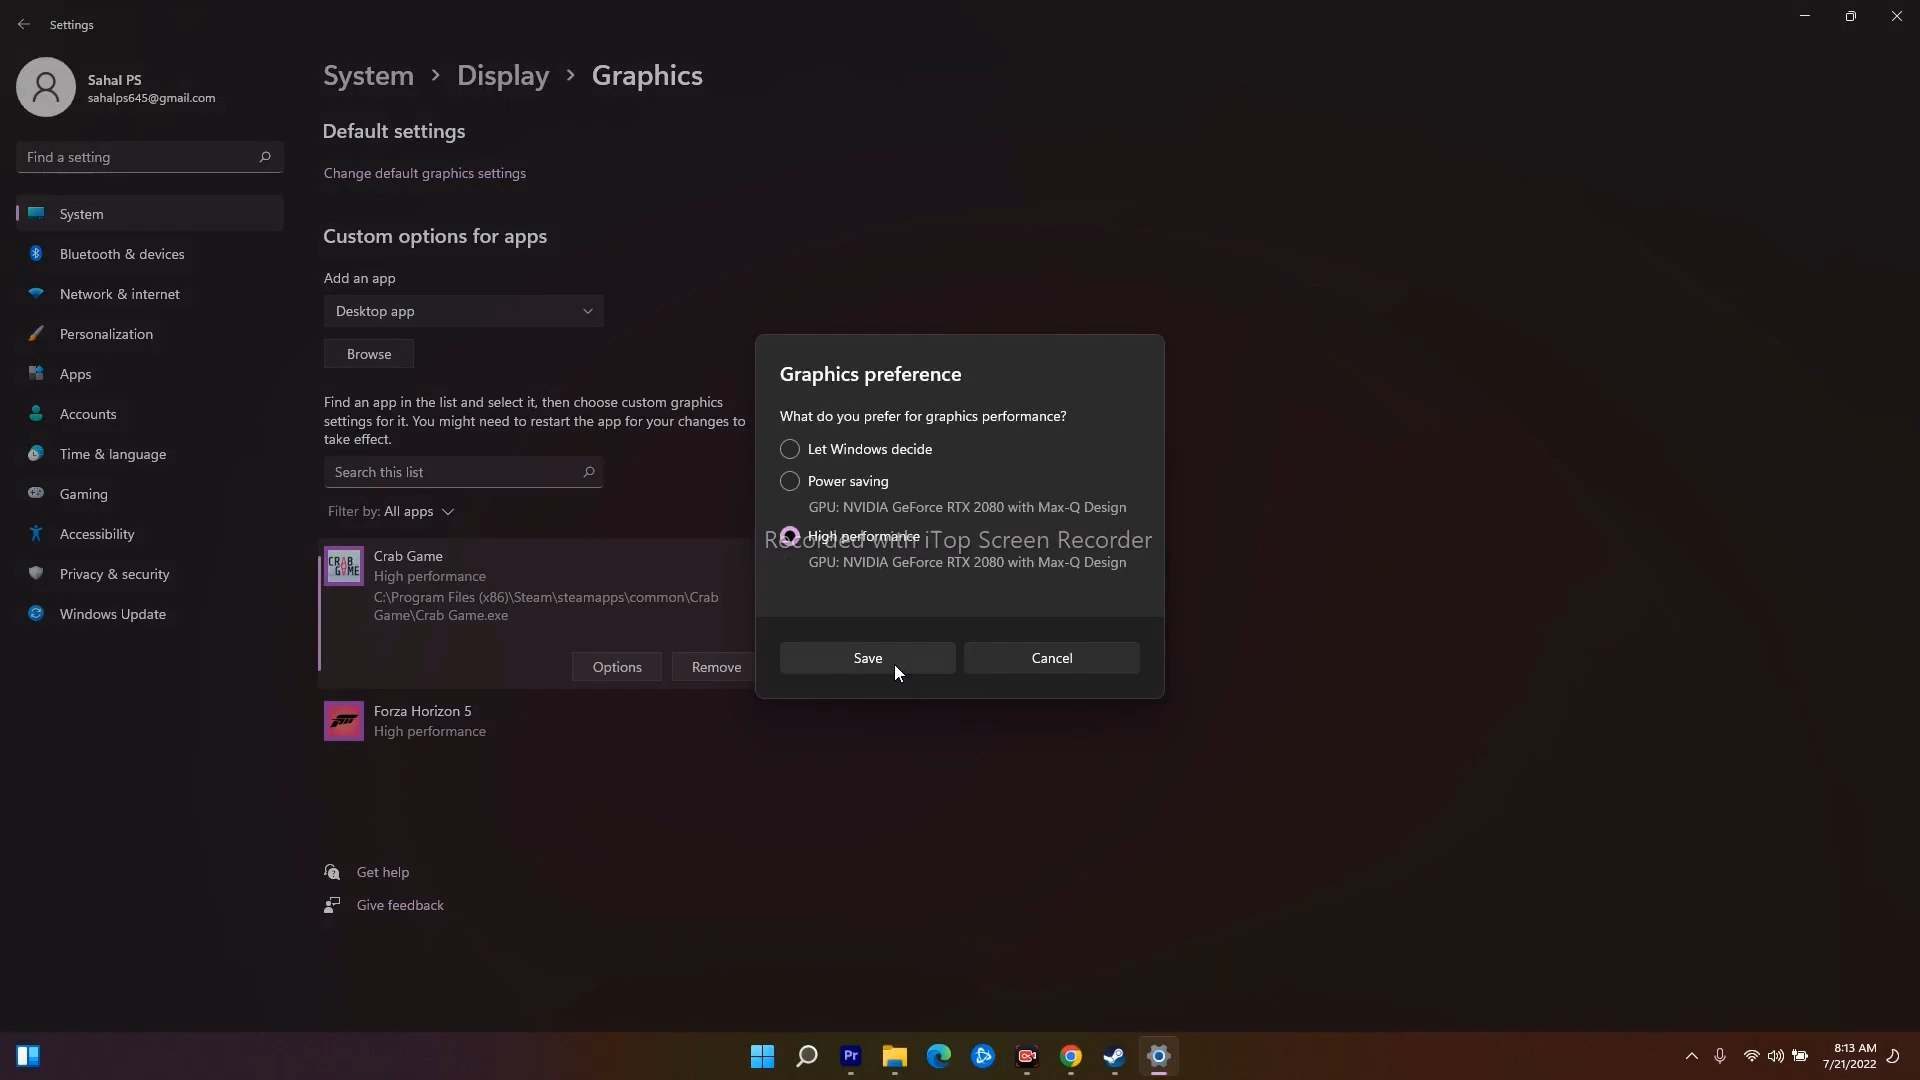 Settings
Sahal PS
sahalps645@gmail.com
Find a setting
System
Bluetooth & devices
Network & internet
Personalization
Apps
Accounts
Time & language
Gaming
Accessibility
Privacy & security
Windows Update
System > Display > Graphics
Default settings
Change default graphics settings
Custom options for apps
Add an app
Desktop app
Browse
Find an app in the list and select it, then choose custom graphics
settings for it. You might need to restart the app for your changes to
take effect.
Search this list
Filter by: All apps
CRAB
GAME
Crab Game
High performance
C:\Program Files (x86)\Steam\steamapps\common\Crab
Game\Crab Game.exe
Options
Remove
Forza Horizon 5
High performance
Get help
Give feedback
Graphics preference
What do you prefer for graphics performance?
Let Windows decide
Power saving
GPU: NVIDIA GeForce RTX 2080 with Max-Q Design
High performance
Recorded with iTop Screen Recorder
GPU: NVIDIA GeForce RTX 2080 with Max-Q Design
Save
Cancel
Pr
8:13 AM
7/21/2022